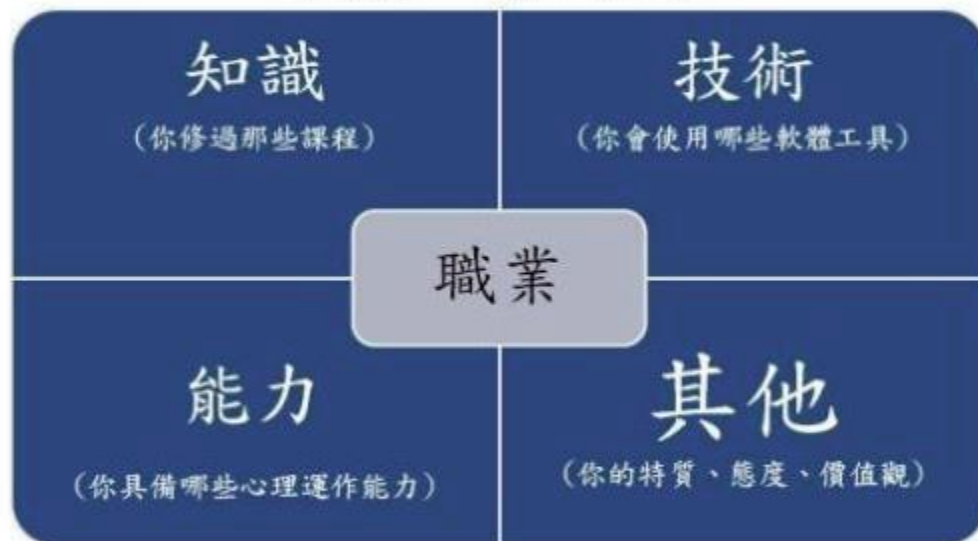 知識
(你修過那些課程)
技術
(你會使用哪些軟體工具)
職業
能力
(你具備哪些心理運作能力)
其他
(你的特質、態度、價值觀)